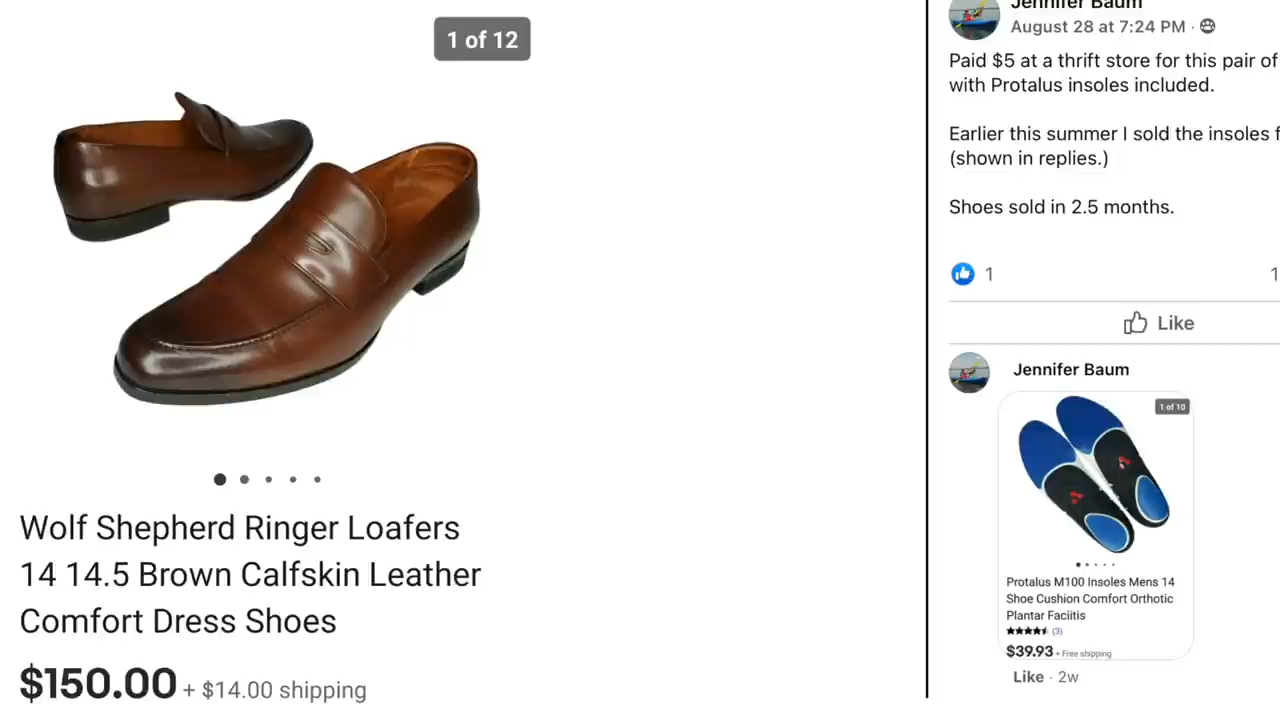 1 of 12
Wolf Shepherd Ringer Loafers
14 14.5 Brown Calfskin Leather
Comfort Dress Shoes
$150.00 + $14.00 shipping
Jennifer Baum
August 28 at 7:24 PM ·
Paid $5 at a thrift store for this pair of
with Protalus insoles included.
Earlier this summer I sold the insoles f
(shown in replies.)
Shoes sold in 2.5 months.
1
1
Like
Jennifer Baum
1 of 10
Protalus M100 Insoles Mens 14
Shoe Cushion Comfort Orthotic
Plantar Faciitis
(3)
$39.93 + Free shipping
Like · 2w